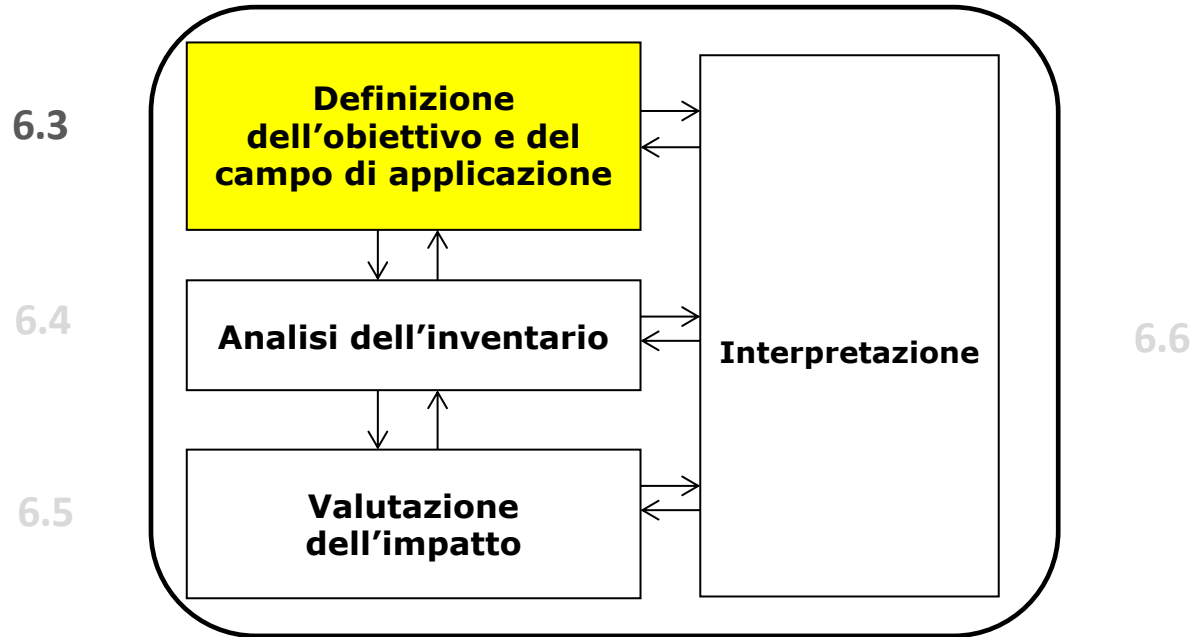 6.3
Definizione
dell’obiettivo e del
campo di applicazione
6.4
Analisi dell’inventario
Interpretazione
6.6
6.5
Valutazione
dell’impatto